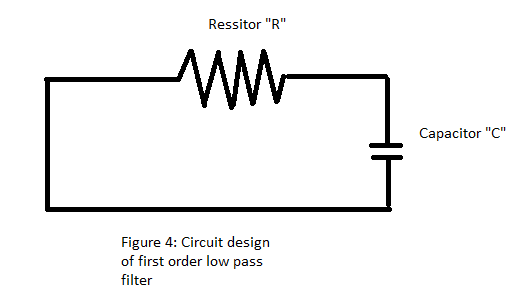 Ressitor "R"
Capacitor "C"
Figure 4: Circuit design
of first order low pass
filter